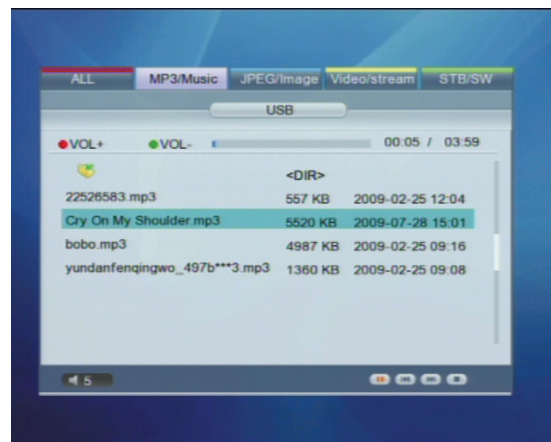 ALL MP3/Music JPEG/Image Video/stream STB/SW
USB
VOL+ VOL- 00:05 / 03:59
<DIR>
22526583.mp3 557 KB 2009-02-25 12:04
Cry On My Shoulder.mp3 5520 KB 2009-07-28 15:01
bobo.mp3 4987 KB 2009-02-25 09:16
yundanfenqingwo_497b***3.mp3 1360 KB 2009-02-25 09:08
5